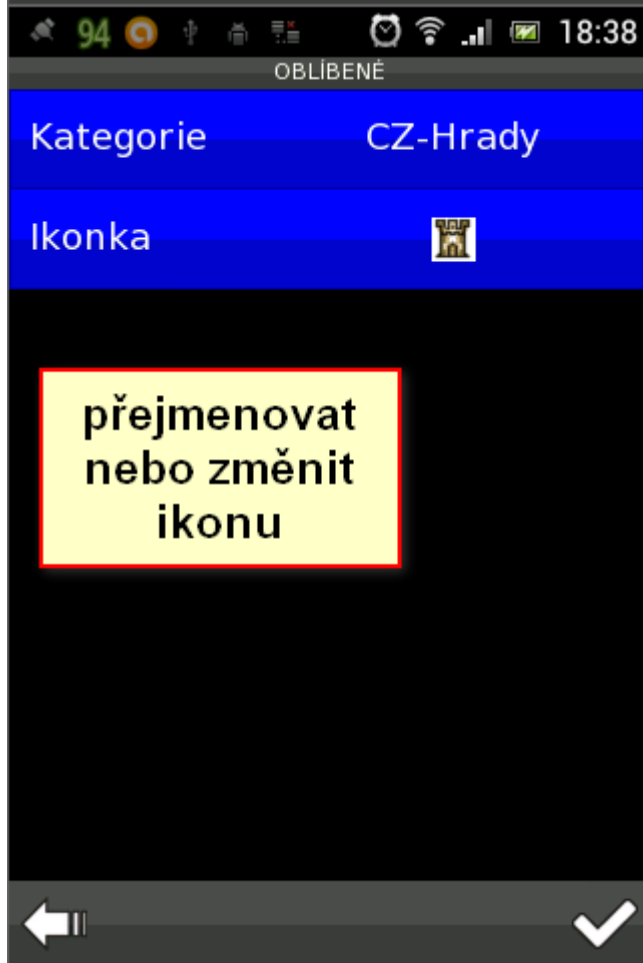 94 18:38
OBLÍBENÉ
Kategorie CZ-Hrady
Ikonka
přejmenovat
nebo změnit
ikonu